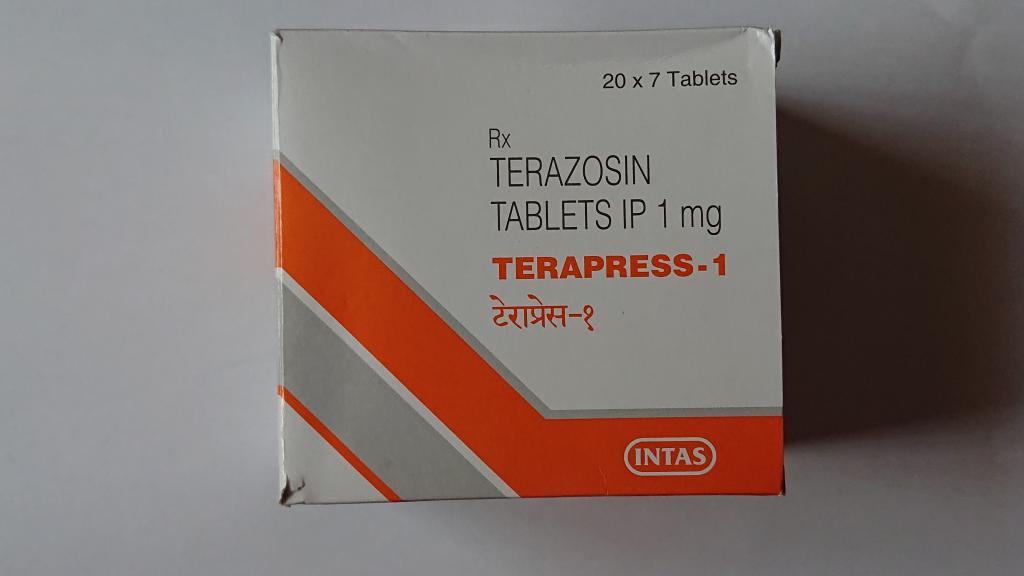 20 x 7 Tablets
Rx
TERAZOSIN
TABLETS IP 1 mg
TERAPRESS-1
टेराप्रेस-१
INTAS